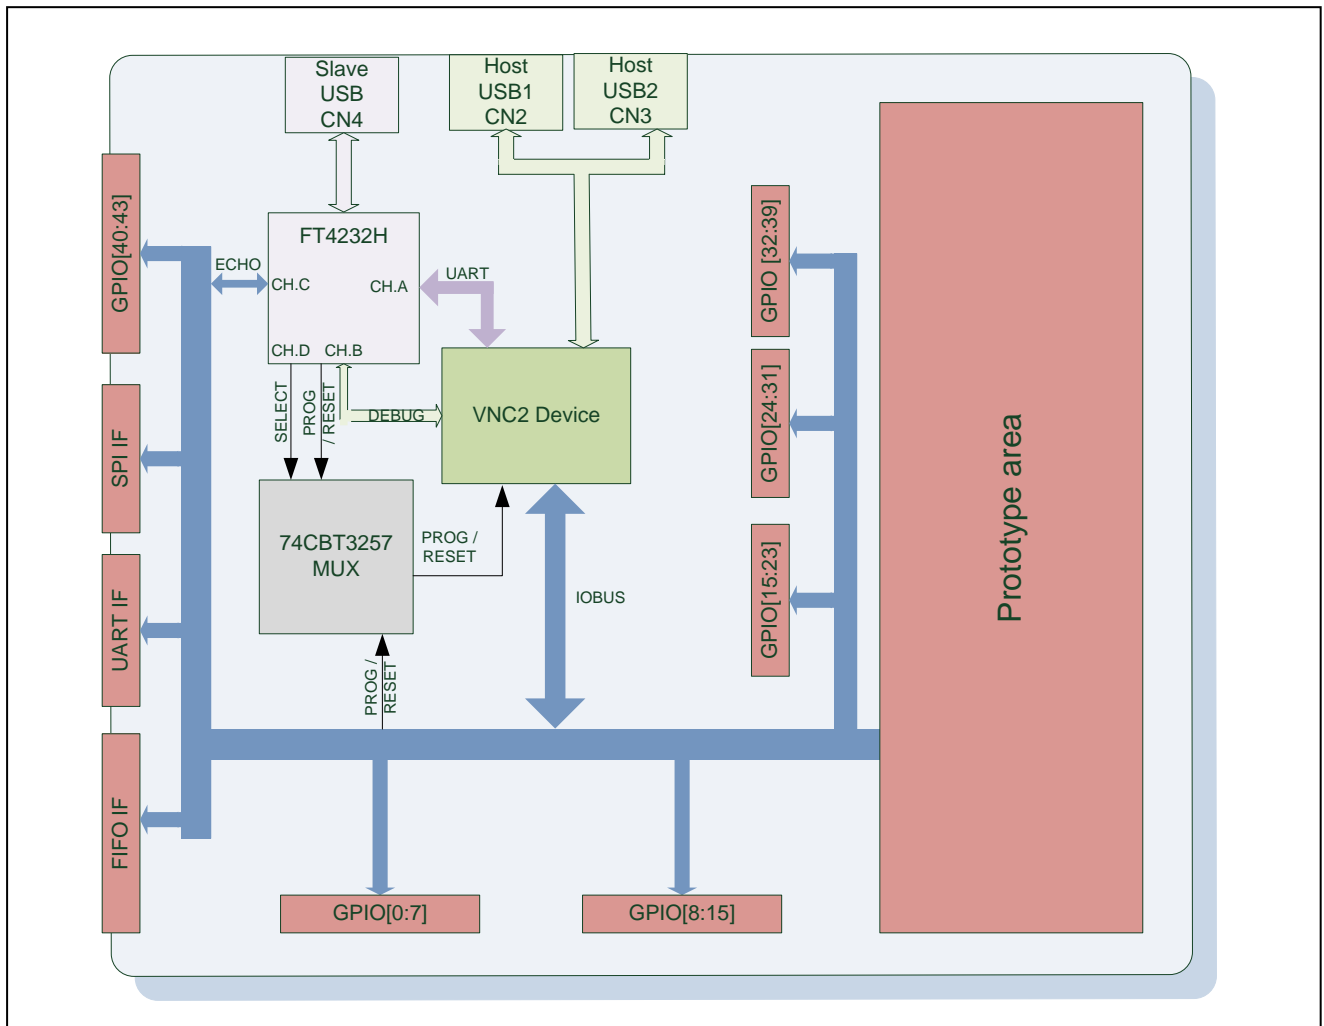 Slave
USB
CN4
Host
USB1
CN2
Host
USB2
CN3
GPIO[40:43]
SPI IF
UART IF
FIFO IF
ECHO
FT4232H
CH.C
CH.A
CH.D
CH.B
UART
SELECT
PROG
/ RESET
DEBUG
VNC2 Device
74CBT3257
MUX
PROG /
RESET
PROG /
RESET
IOBUS
GPIO [32:39]
GPIO[24:31]
GPIO[15:23]
Prototype area
GPIO[0:7]
GPIO[8:15]